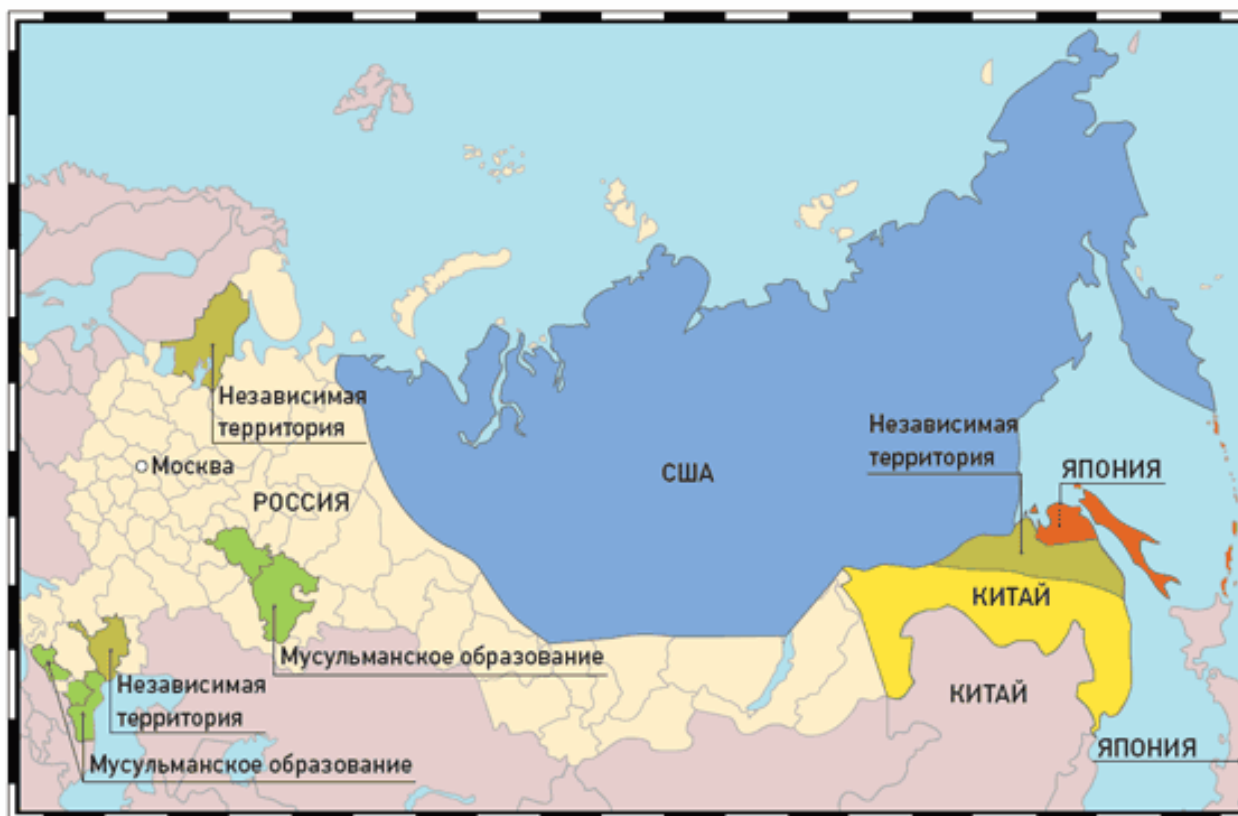 Независимая
территория
Москва
РОССИЯ
США
Независимая
территория
ЯПОНИЯ
КИТАЙ
Мусульманское образование
Независимая
территория
Мусульманское образование
КИТАЙ
ЯПОНИЯ